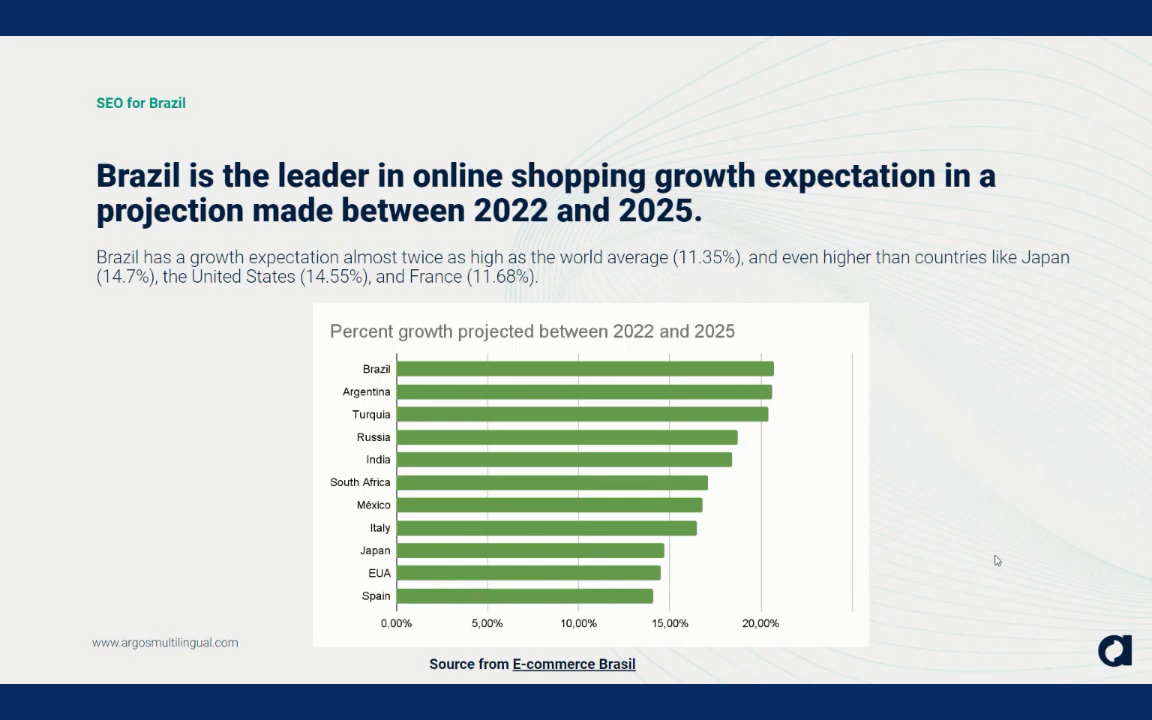 SEO for Brazil
Brazil is the leader in online shopping growth expectation in a
projection made between 2022 and 2025.
Brazil has a growth expectation almost twice as high as the world average (11.35%), and even higher than countries like Japan
(14.7%), the United States (14.55%), and France (11.68%).
Percent growth projected between 2022 and 2025
Brazil
Argentina
Turquia
Russia
India
South Africa
México
Italy
Japan
EUA
Spain
0,00% 5,00% 10,00% 15,00% 20,00%
www.argosmultilingual.com
Source from E-commerce Brasil